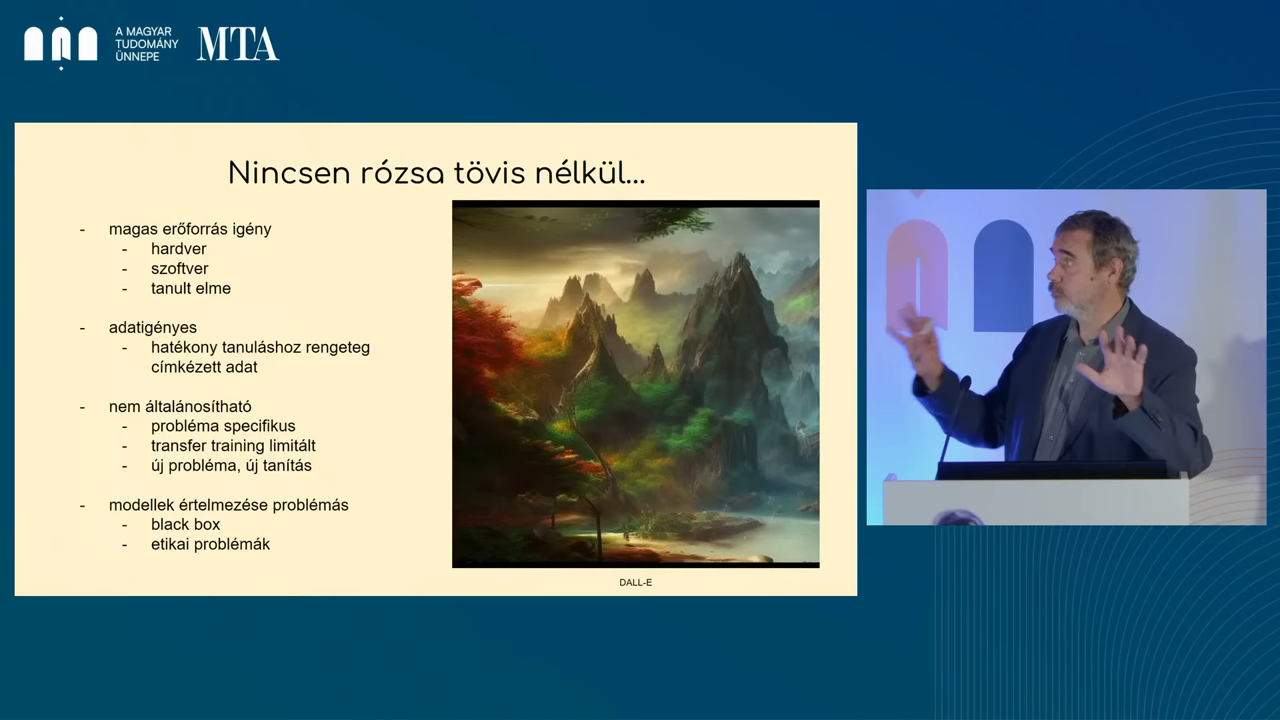 A MAGYAR
TUDOMÁNY
ÜNNEPE
MTA
Nincsen rózsa tövis nélkül...
- magas erőforrás igény
- hardver
- szoftver
- tanult elme
- adatigényes
- hatékony tanuláshoz rengeteg
címkézett adat
- nem általánosítható
- probléma specifikus
- transfer training limitált
- új probléma, új tanítás
- modellek értelmezése problémás
- black box
- etikai problémák
DALL-E